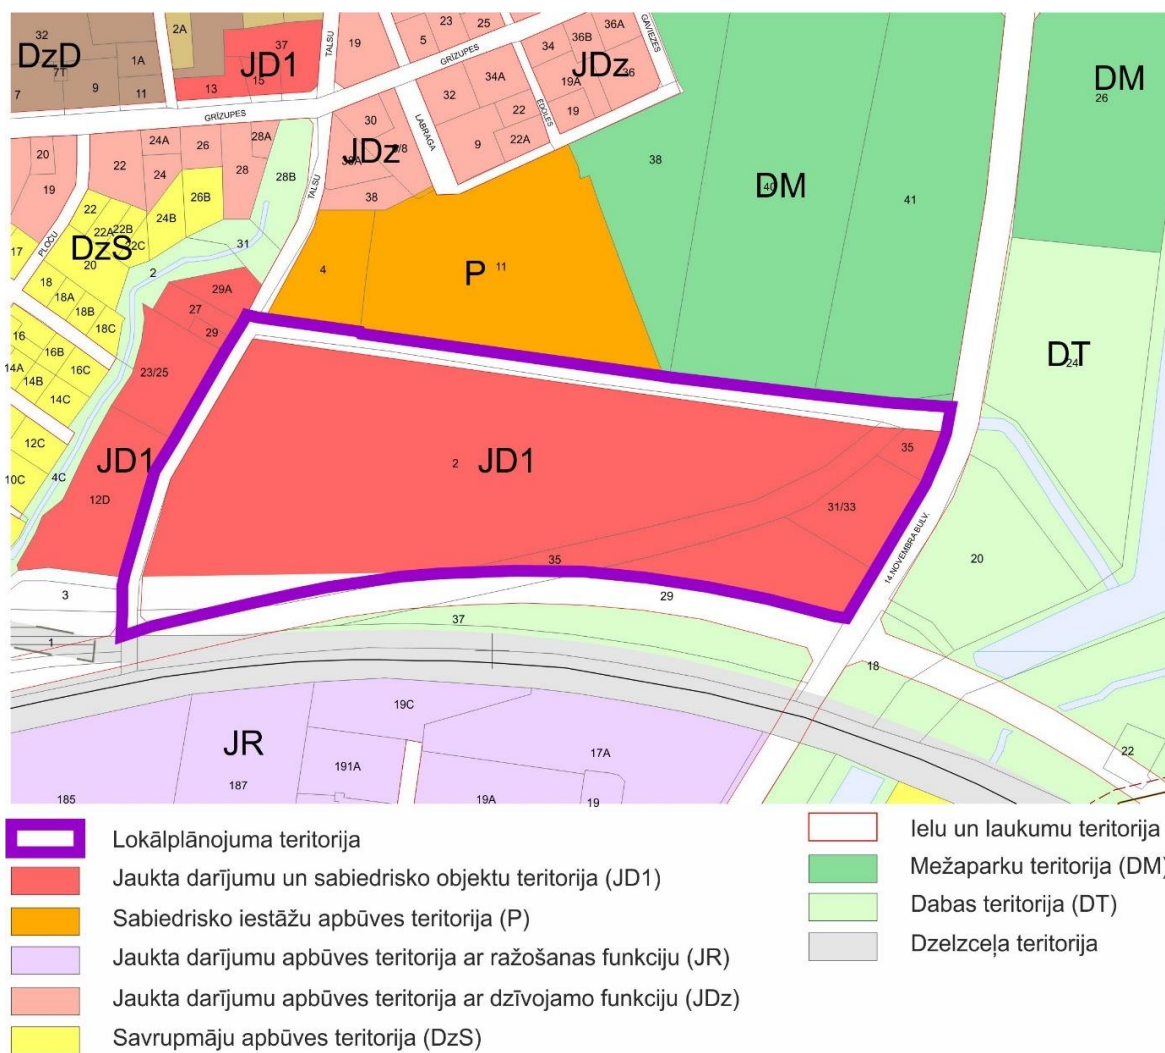 32
2A
37
TALSU
19
5
23
25
36A
GAVIEZES
DzD
7T
1A
JD1
GRĪZUPES
34
36B
JDz
DM
26
7
9
11
13
15
34A
19A
36
GRĪZUPES
32
EDOLES
19
LABRAGA
22
20
22
24A
26
28A
30
JDz
38A
9
22A
38
DM
40
41
19
24
28
28B
TALSU
38
22
26B
PLOČU
22A
22B
24B
22C
DzS
20
31
17
2
4
P
11
18
18A
18B
18C
29A
27
29
DT
24
16
16B
14A
16C
14B
14C
23/25
12C
10C
4C
JD1
12D
2
JD1
35
31/33
14.NOVEMBRA BULV.
20
35
3
29
37
1
18
19C
JR
17A
22
191A
187
185
19A
19
Lokālplānojuma teritorija
Jaukta darījumu un sabiedrisko objektu teritorija (JD1)
Sabiedrisko iestāžu apbūves teritorija (P)
Jaukta darījumu apbūves teritorija ar ražošanas funkciju (JR)
Jaukta darījumu apbūves teritorija ar dzīvojamo funkciju (JDz)
Savrupmāju apbūves teritorija (DzS)
Ielu un laukumu teritorija
Mežaparku teritorija (DM)
Dabas teritorija (DT)
Dzelzceļa teritorija